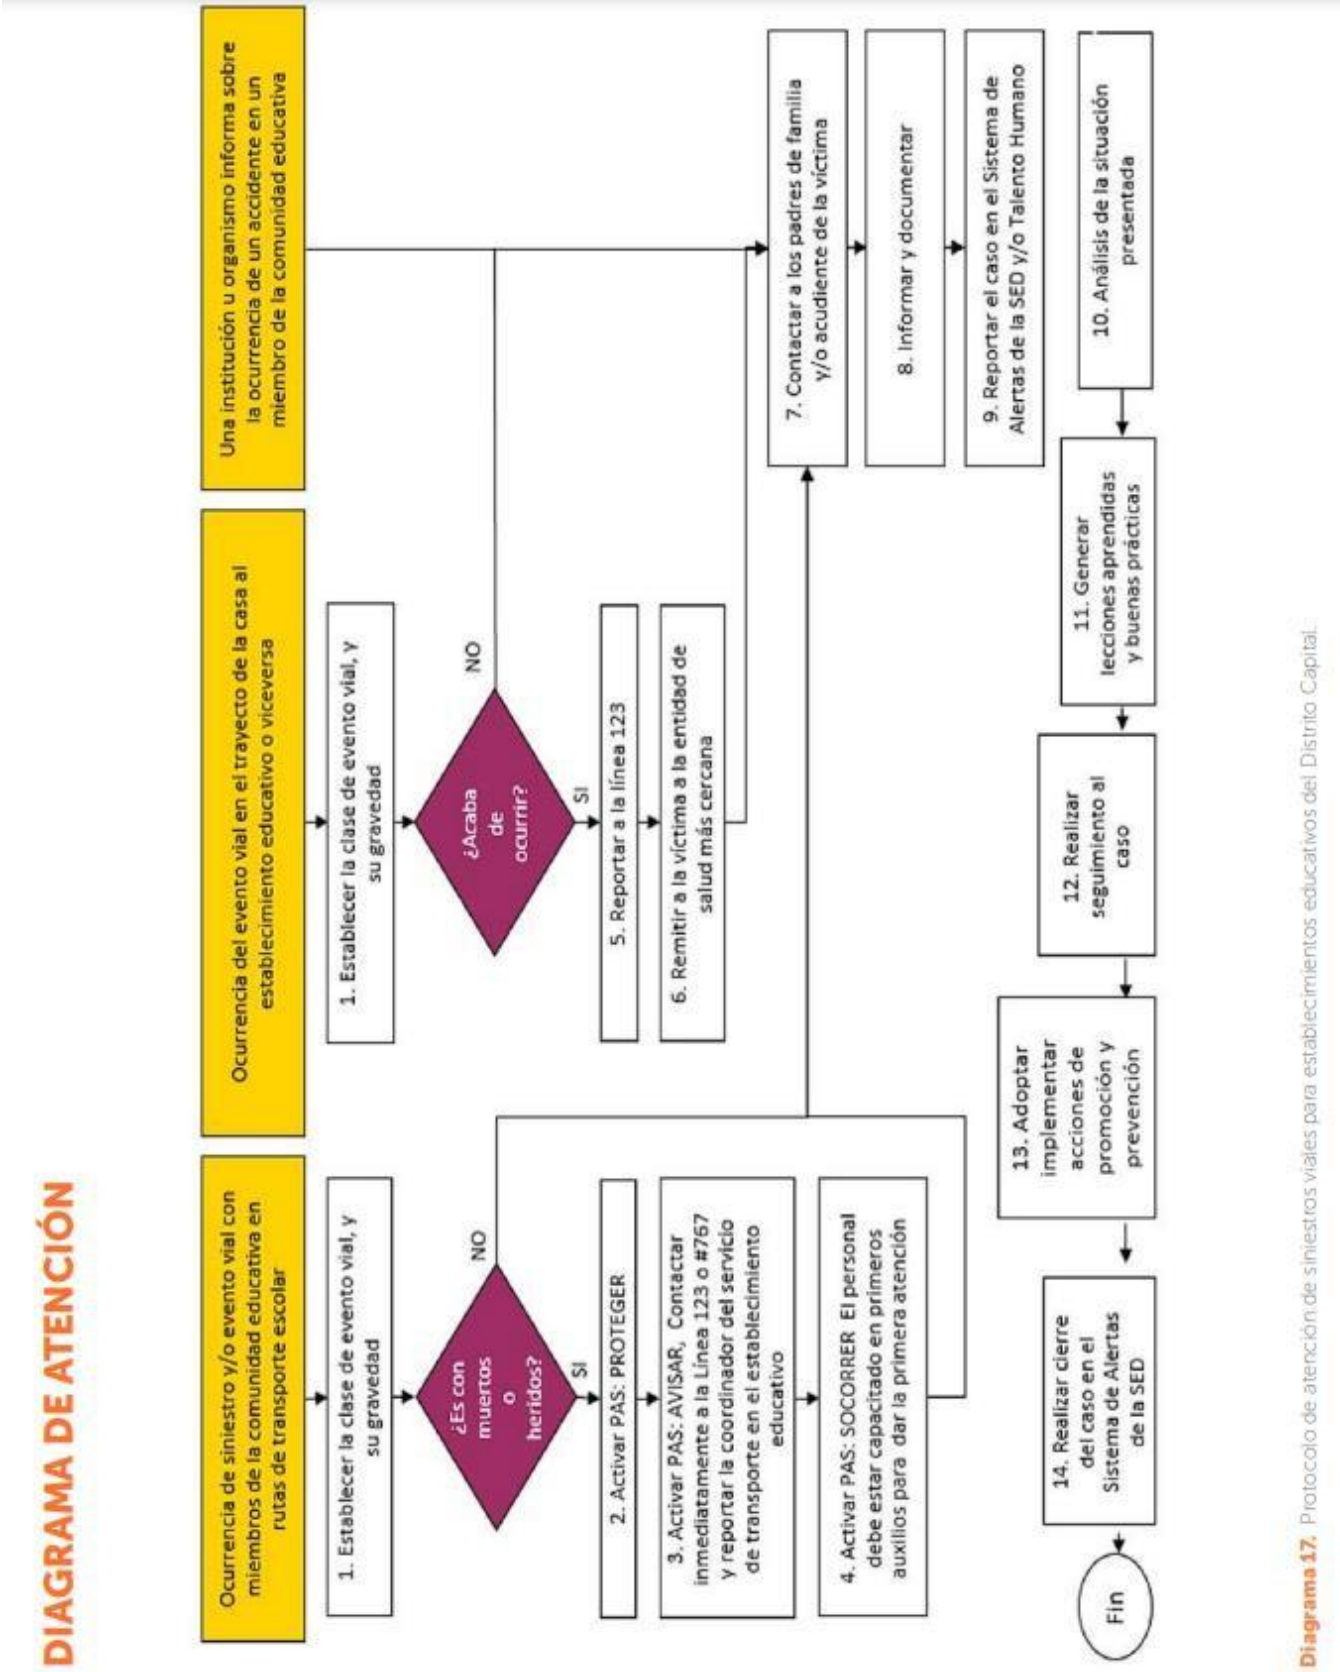 DIAGRAMA DE ATENCIÓN
Ocurrencia de siniestro y/o evento vial con
miembros de la comunidad educativa en
rutas de transporte escolar
1. Establecer la clase de evento vial, y
su gravedad
¿Es con
muertos
o
heridos?
NO
SI
2. Activar PAS: PROTEGER
3. Activar PAS: AVISAR, Contactar
inmediatamente a la Línea 123 o #767
y reportar la coordinador del servicio
de transporte en el establecimiento
educativo
4. Activar PAS: SOCORRER El personal
debe estar capacitado en primeros
auxilios para dar la primera atención
Ocurrencia del evento vial en el trayecto de la casa al
establecimiento educativo o viceversa
1. Establecer la clase de evento vial, y
su gravedad
¿Acaba
de
ocurrir?
NO
SI
5. Reportar a la línea 123
6. Remitir a la víctima a la entidad de
salud más cercana
Una institución u organismo informa sobre
la ocurrencia de un accidente en un
miembro de la comunidad educativa
7. Contactar a los padres de familia
y/o acudiente de la víctima
8. Informar y documentar
9. Reportar el caso en el Sistema de
Alertas de la SED y/o Talento Humano
10. Análisis de la situación
presentada
11. Generar
lecciones aprendidas
y buenas prácticas
12. Realizar
seguimiento al
caso
13. Adoptar
implementar
acciones de
promoción y
prevención
14. Realizar cierre
del caso en el
Sistema de Alertas
de la SED
Fin
Diagrama 17. Protocolo de atención de siniestros viales para establecimientos educativos del Distrito Capital.